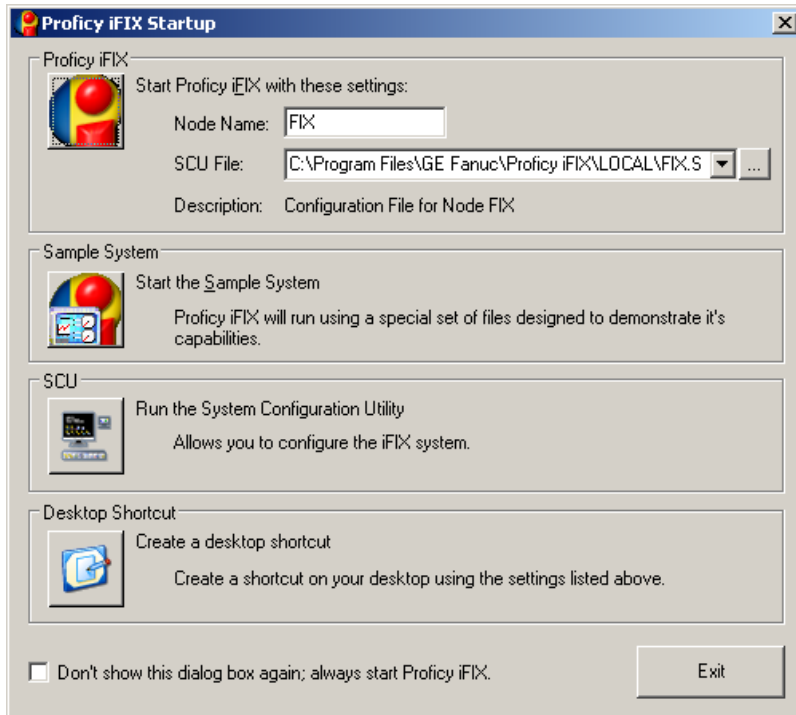 Proficy iFIX Startup
Proficy iFIX
Start Proficy iFIX with these settings:
Node Name: FIX
SCU File: C:\Program Files\GE Fanuc\Proficy iFIX\LOCAL\FIX.S ...
Description: Configuration File for Node FIX
Sample System
Start the Sample System
Proficy iFIX will run using a special set of files designed to demonstrate it's
capabilities.
SCU
Run the System Configuration Utility
Allows you to configure the iFIX system.
Desktop Shortcut
Create a desktop shortcut
Create a shortcut on your desktop using the settings listed above.
Don't show this dialog box again; always start Proficy iFIX.
Exit